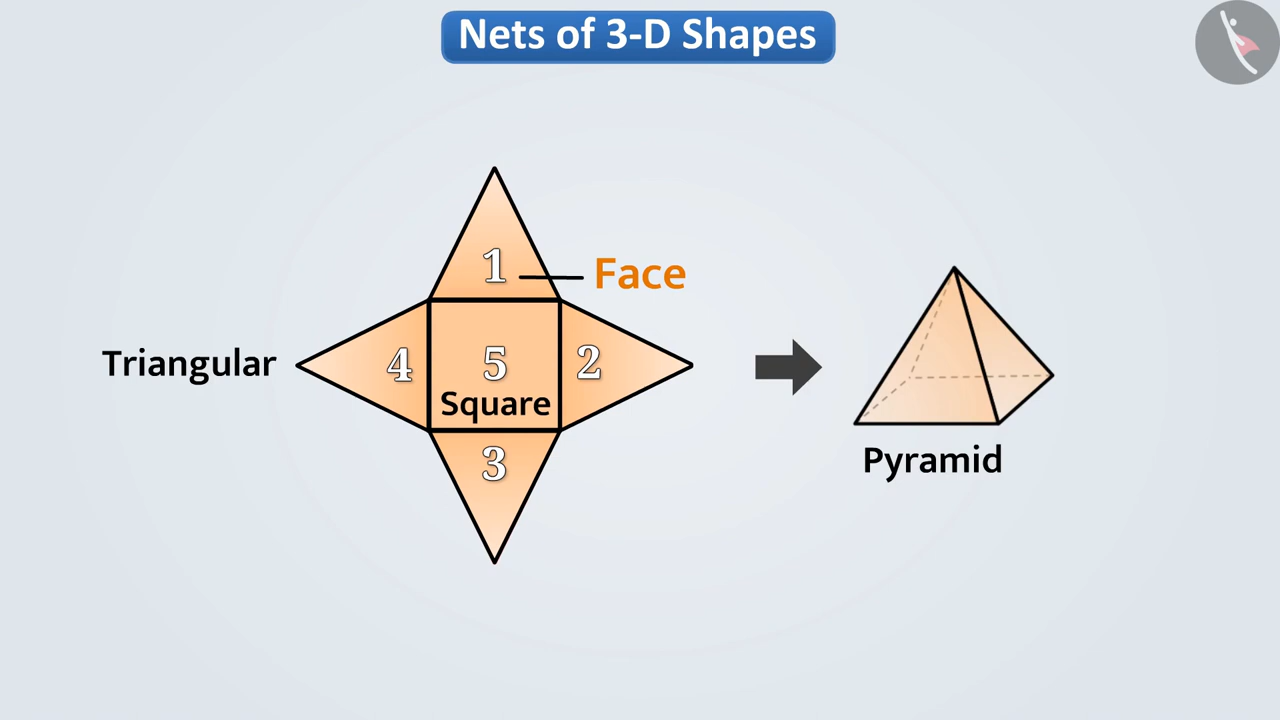 Nets of 3-D Shapes
1
Face
Triangular
4
5
2
Square
3
Pyramid